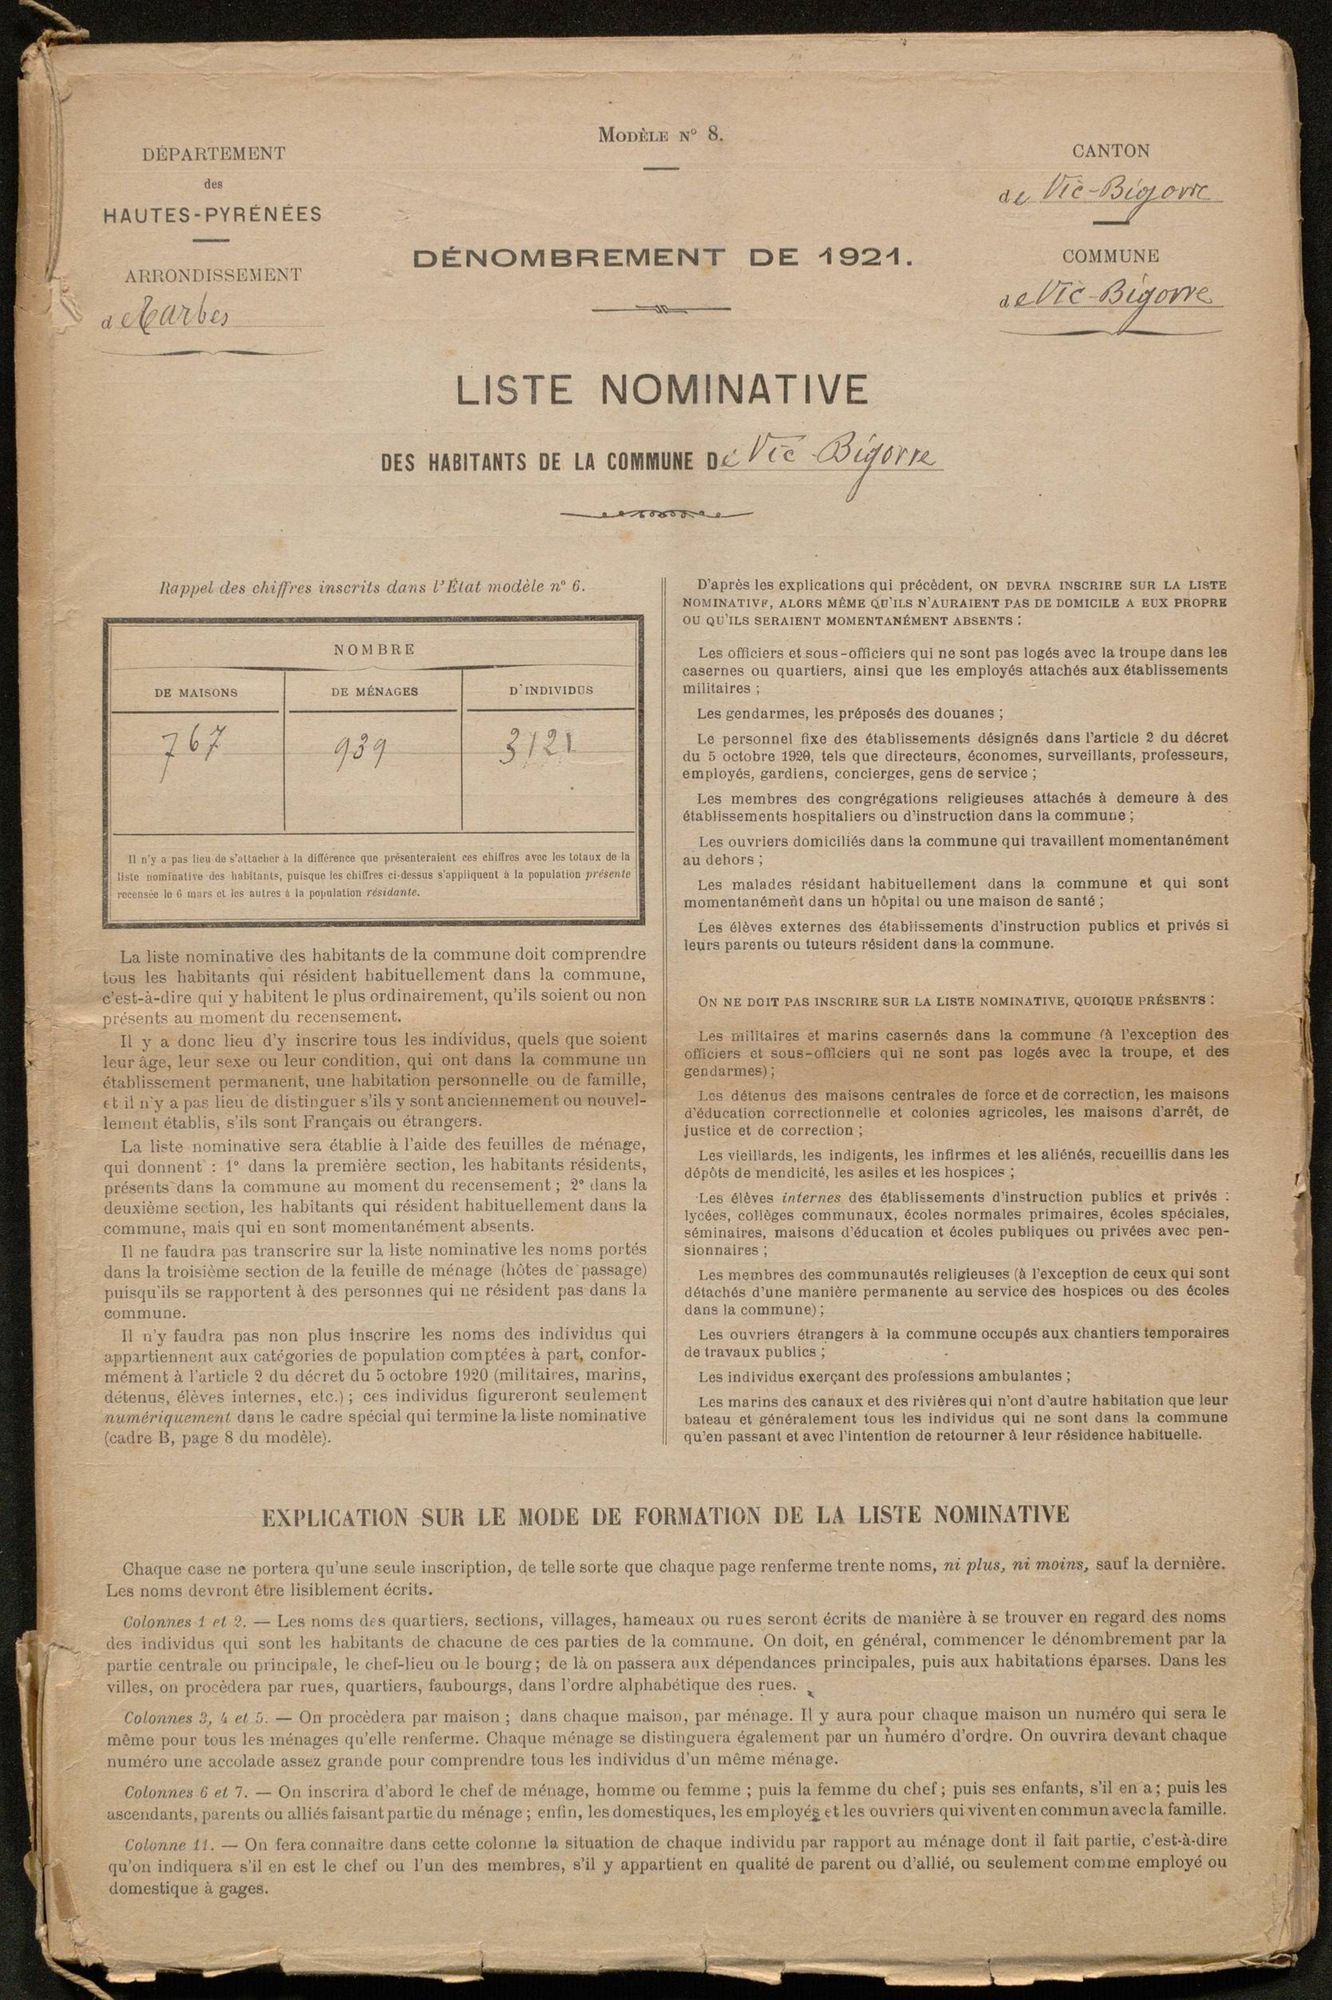 MODÈLE N° 8.
DÉPARTEMENT
des
HAUTES-PYRÉNÉES
ARRONDISSEMENT
de Tarbes
CANTON
de Vic-Bigorre
COMMUNE
de Vic-Bigorre
DÉNOMBREMENT DE 1921.
LISTE NOMINATIVE
DES HABITANTS DE LA COMMUNE De Vic Bigorre
Rappel des chiffres inscrits dans l'État modèle n° 6.
NOMBRE
DE MAISONS DE MÉNAGES D'INDIVIDUS
767 939 3121
Il n'y a pas lieu de s'attacher à la différence que présenteraient ces chiffres avec les totaux de la
liste nominative des habitants, puisque les chiffres ci-dessus s'appliquent à la population présente
recensée le 6 mars et les autres à la population résidante.
La liste nominative des habitants de la commune doit comprendre
tous les habitants qui résident habituellement dans la commune,
c'est-à-dire qui y habitent le plus ordinairement, qu'ils soient ou non
présents au moment du recensement.
Il y a donc lieu d'y inscrire tous les individus, quels que soient
leur âge, leur sexe ou leur condition, qui ont dans la commune un
établissement permanent, une habitation personnelle ou de famille,
et il n'y a pas lieu de distinguer s'ils y sont anciennement ou nouvel-
lement établis, s'ils sont Français ou étrangers.
La liste nominative sera établie à l'aide des feuilles de ménage,
qui donnent : 1° dans la première section, les habitants résidents,
présents dans la commune au moment du recensement ; 2° dans la
deuxième section, les habitants qui résident habituellement dans la
commune, mais qui en sont momentanément absents.
Il ne faudra pas transcrire sur la liste nominative les noms portés
dans la troisième section de la feuille de ménage (hôtes de passage)
puisqu'ils se rapportent à des personnes qui ne résident pas dans la
commune.
Il n'y faudra pas non plus inscrire les noms des individus qui
appartiennent aux catégories de population comptées à part, confor-
mément à l'article 2 du décret du 5 octobre 1920 (militaires, marins,
détenus, élèves internes, etc.) ; ces individus figureront seulement
numériquement dans le cadre spécial qui termine la liste nominative
(cadre B, page 8 du modèle).
D'après les explications qui précèdent, ON DEVRA INSCRIRE SUR LA LISTE
NOMINATIVE, ALORS MÊME QU'ILS N'AURAIENT PAS DE DOMICILE A EUX PROPRE
OU QU'ILS SERAIENT MOMENTANÉMENT ABSENTS :
Les officiers et sous-officiers qui ne sont pas logés avec la troupe dans les
casernes ou quartiers, ainsi que les employés attachés aux établissements
militaires ;
Les gendarmes, les préposés des douanes ;
Le personnel fixe des établissements désignés dans l'article 2 du décret
du 5 octobre 1920, tels que directeurs, économes, surveillants, professeurs,
employés, gardiens, concierges, gens de service ;
Les membres des congrégations religieuses attachés à demeure à des
établissements hospitaliers ou d'instruction dans la commune ;
Les ouvriers domiciliés dans la commune qui travaillent momentanément
au dehors ;
Les malades résidant habituellement dans la commune et qui sont
momentanément dans un hôpital ou une maison de santé ;
Les élèves externes des établissements d'instruction publics et privés si
leurs parents ou tuteurs résident dans la commune.
ON NE DOIT PAS INSCRIRE SUR LA LISTE NOMINATIVE, QUOIQUE PRÉSENTS :
Les militaires et marins casernés dans la commune (à l'exception des
officiers et sous-officiers qui ne sont pas logés avec la troupe, et des
gendarmes) ;
Les détenus des maisons centrales de force et de correction, les maisons
d'éducation correctionnelle et colonies agricoles, les maisons d'arrêt, de
justice et de correction ;
Les vieillards, les indigents, les infirmes et les aliénés, recueillis dans les
dépôts de mendicité, les asiles et les hospices ;
Les élèves internes des établissements d'instruction publics et privés :
lycées, collèges communaux, écoles normales primaires, écoles spéciales,
séminaires, maisons d'éducation et écoles publiques ou privées avec pen-
sionnaires ;
Les membres des communautés religieuses (à l'exception de ceux qui sont
détachés d'une manière permanente au service des hospices ou des écoles
dans la commune) ;
Les ouvriers étrangers à la commune occupés aux chantiers temporaires
de travaux publics ;
Les individus exerçant des professions ambulantes ;
Les marins des canaux et des rivières qui n'ont d'autre habitation que leur
bateau et généralement tous les individus qui ne sont dans la commune
qu'en passant et avec l'intention de retourner à leur résidence habituelle.
EXPLICATION SUR LE MODE DE FORMATION DE LA LISTE NOMINATIVE
Chaque case ne portera qu'une seule inscription, de telle sorte que chaque page renferme trente noms, ni plus, ni moins, sauf la dernière.
Les noms devront être lisiblement écrits.
Colonnes 1 et 2. — Les noms des quartiers, sections, villages, hameaux ou rues seront écrits de manière à se trouver en regard des noms
des individus qui sont les habitants de chacune de ces parties de la commune. On doit, en général, commencer le dénombrement par la
partie centrale ou principale, le chef-lieu ou le bourg ; de là on passera aux dépendances principales, puis aux habitations éparses. Dans les
villes, on procèdera par rues, quartiers, faubourgs, dans l'ordre alphabétique des rues.
Colonnes 3, 4 et 5. — On procèdera par maison ; dans chaque maison, par ménage. Il y aura pour chaque maison un numéro qui sera le
même pour tous les ménages qu'elle renferme. Chaque ménage se distinguera également par un numéro d'ordre. On ouvrira devant chaque
numéro une accolade assez grande pour comprendre tous les individus d'un même ménage.
Colonnes 6 et 7. — On inscrira d'abord le chef de ménage, homme ou femme ; puis la femme du chef ; puis ses enfants, s'il en a ; puis les
ascendants, parents ou alliés faisant partie du ménage ; enfin, les domestiques, les employés et les ouvriers qui vivent en commun avec la famille.
Colonne 11. — On fera connaître dans cette colonne la situation de chaque individu par rapport au ménage dont il fait partie, c'est-à-dire
qu'on indiquera s'il en est le chef ou l'un des membres, s'il y appartient en qualité de parent ou d'allié, ou seulement comme employé ou
domestique à gages.